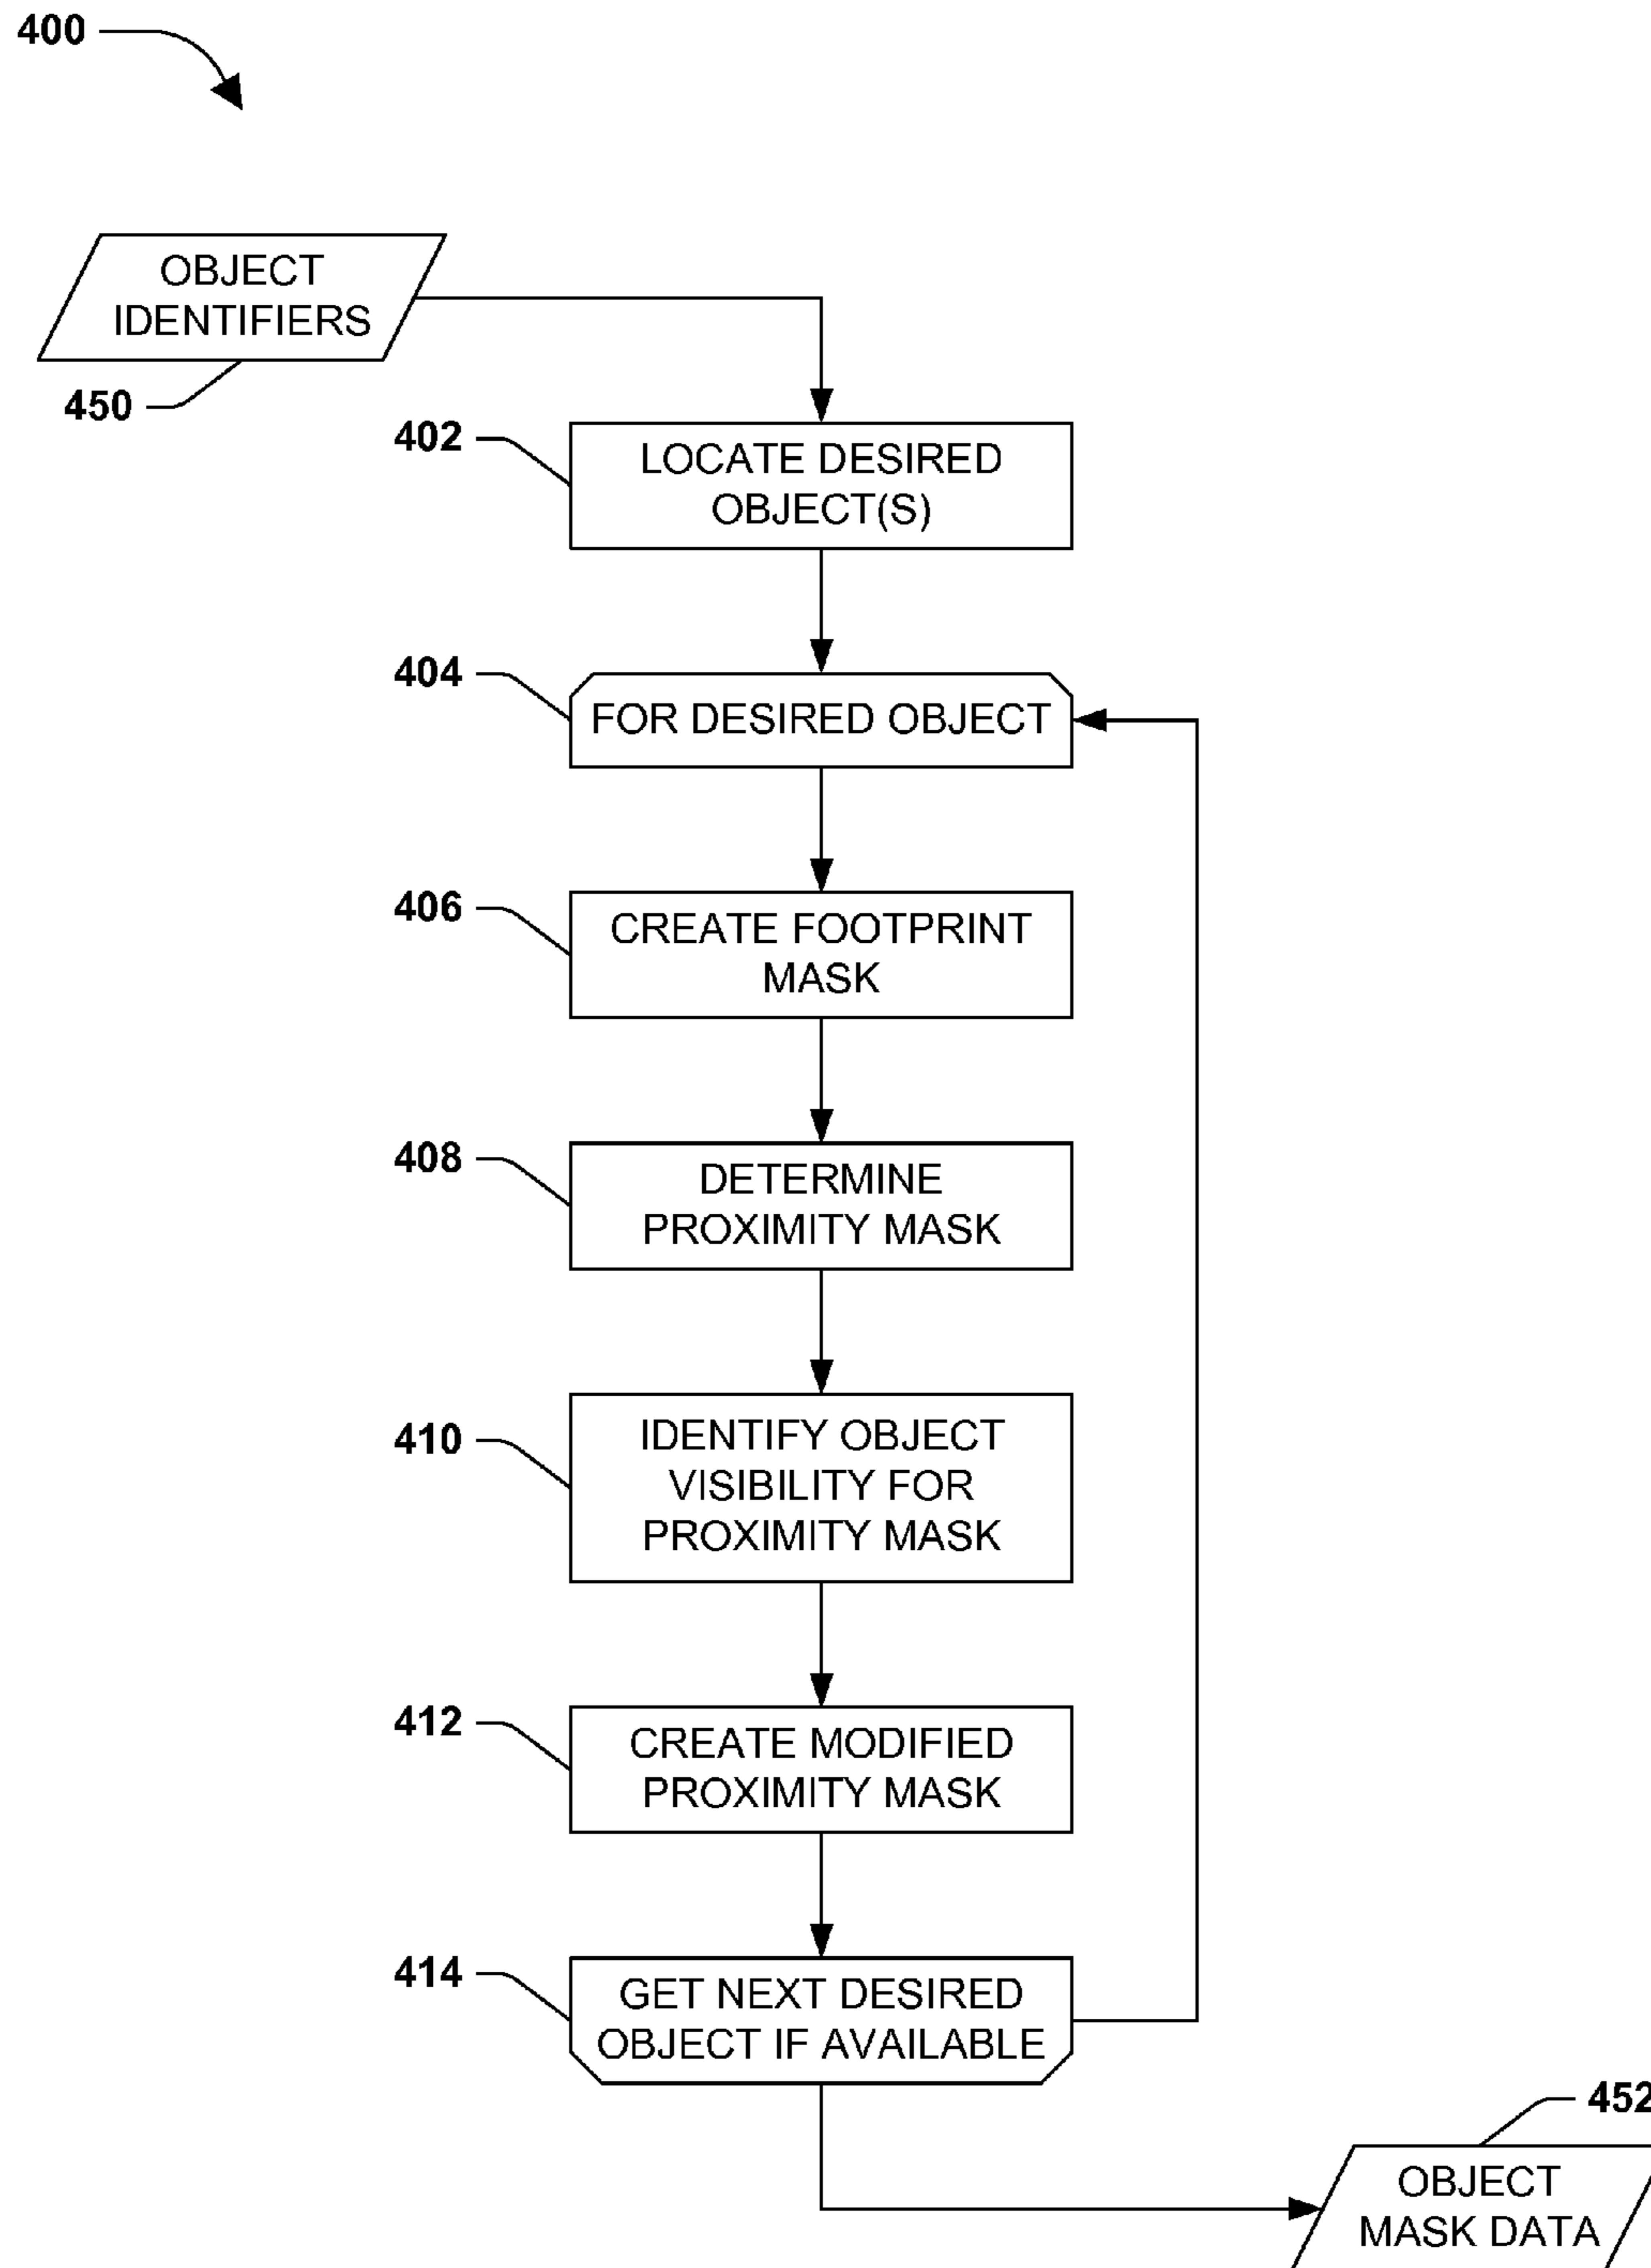 400
OBJECT
IDENTIFIERS
450
402
LOCATE DESIRED
OBJECT(S)
404
FOR DESIRED OBJECT
406
CREATE FOOTPRINT
MASK
408
DETERMINE
PROXIMITY MASK
410
IDENTIFY OBJECT
VISIBILITY FOR
PROXIMITY MASK
412
CREATE MODIFIED
PROXIMITY MASK
414
GET NEXT DESIRED
OBJECT IF AVAILABLE
452
OBJECT
MASK DATA